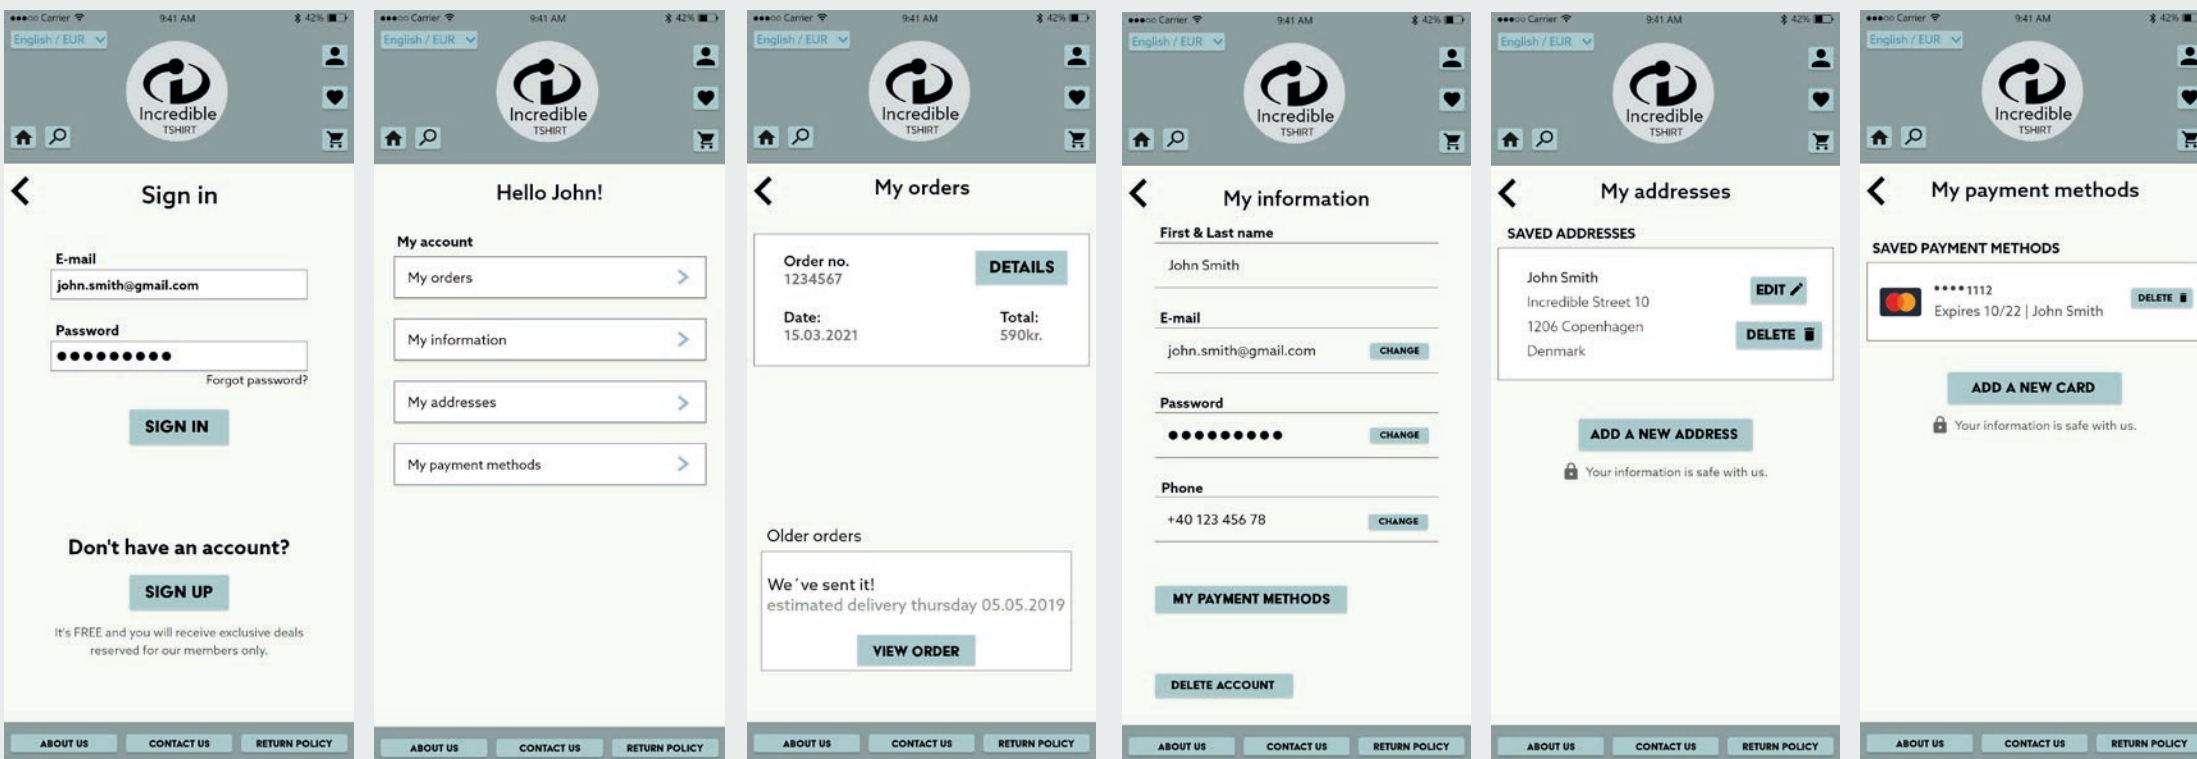 ●●●○○ Carrier 9:41 AM 42%
English / EUR
Incredible
TSHIRT
Sign in
E-mail
john.smith@gmail.com
Password
●●●●●●●●●
Forgot password?
SIGN IN
Don't have an account?
SIGN UP
It's FREE and you will receive exclusive deals
reserved for our members only.
ABOUT US CONTACT US RETURN POLICY
●●●○○ Carrier 9:41 AM 42%
English / EUR
Incredible
TSHIRT
Hello John!
My account
My orders
My information
My addresses
My payment methods
ABOUT US CONTACT US RETURN POLICY
●●●○○ Carrier 9:41 AM 42%
English / EUR
Incredible
TSHIRT
My orders
Order no.
1234567
DETAILS
Date: Total:
15.03.2021 590kr.
Older orders
We´ve sent it!
estimated delivery thursday 05.05.2019
VIEW ORDER
ABOUT US CONTACT US RETURN POLICY
●●●○○ Carrier 9:41 AM 42%
English / EUR
Incredible
TSHIRT
My information
First & Last name
John Smith
E-mail
john.smith@gmail.com CHANGE
Password
●●●●●●●●● CHANGE
Phone
+40 123 456 78 CHANGE
MY PAYMENT METHODS
DELETE ACCOUNT
ABOUT US CONTACT US RETURN POLICY
●●●○○ Carrier 9:41 AM 42%
English / EUR
Incredible
TSHIRT
My addresses
SAVED ADDRESSES
John Smith
Incredible Street 10
1206 Copenhagen
Denmark
EDIT
DELETE
ADD A NEW ADDRESS
Your information is safe with us.
ABOUT US CONTACT US RETURN POLICY
●●●○○ Carrier 9:41 AM 42%
English / EUR
Incredible
TSHIRT
My payment methods
SAVED PAYMENT METHODS
••••1112
Expires 10/22 | John Smith
DELETE
ADD A NEW CARD
Your information is safe with us.
ABOUT US CONTACT US RETURN POLICY